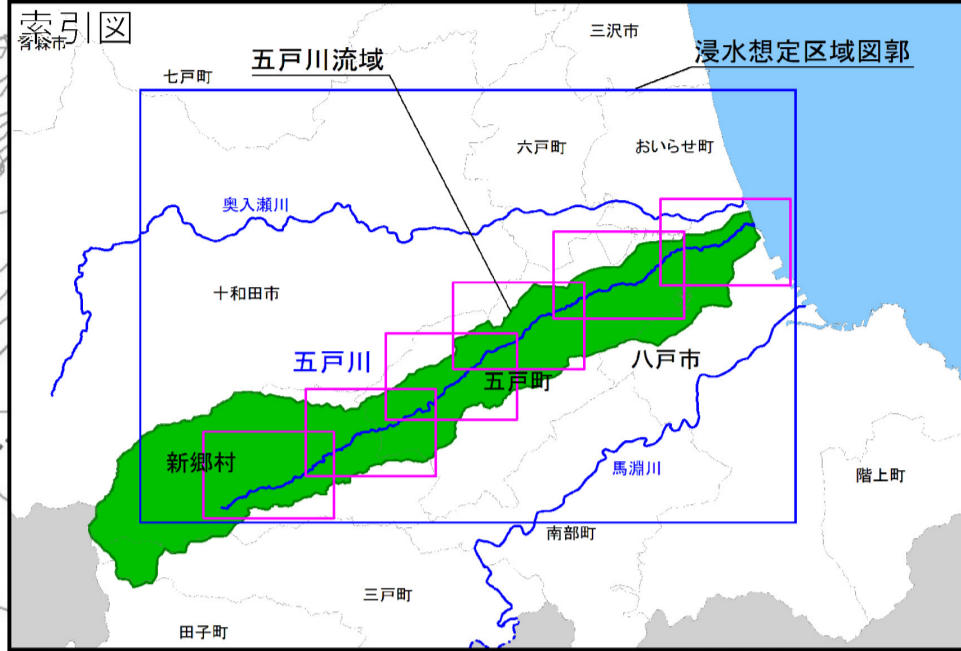 索引図
青森市
三沢市
七戸町
五戸川流域
浸水想定区域図郭
六戸町
おいらせ町
奥入瀬川
十和田市
五戸川
八戸市
五戸町
新郷村
馬淵川
階上町
南部町
三戸町
田子町